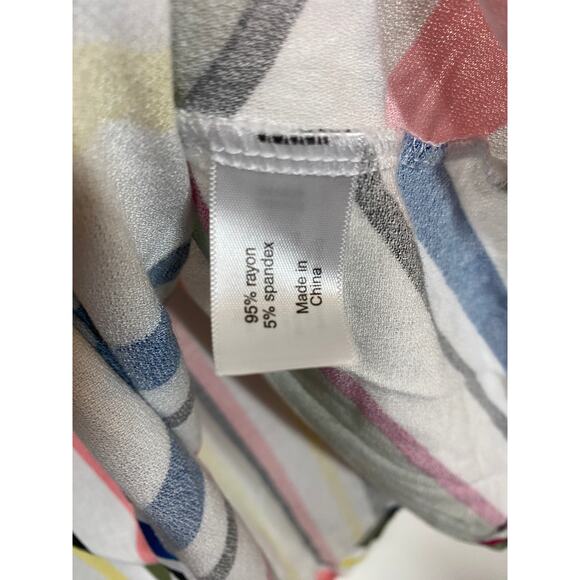 95% rayon
5% spandex
Made in
China